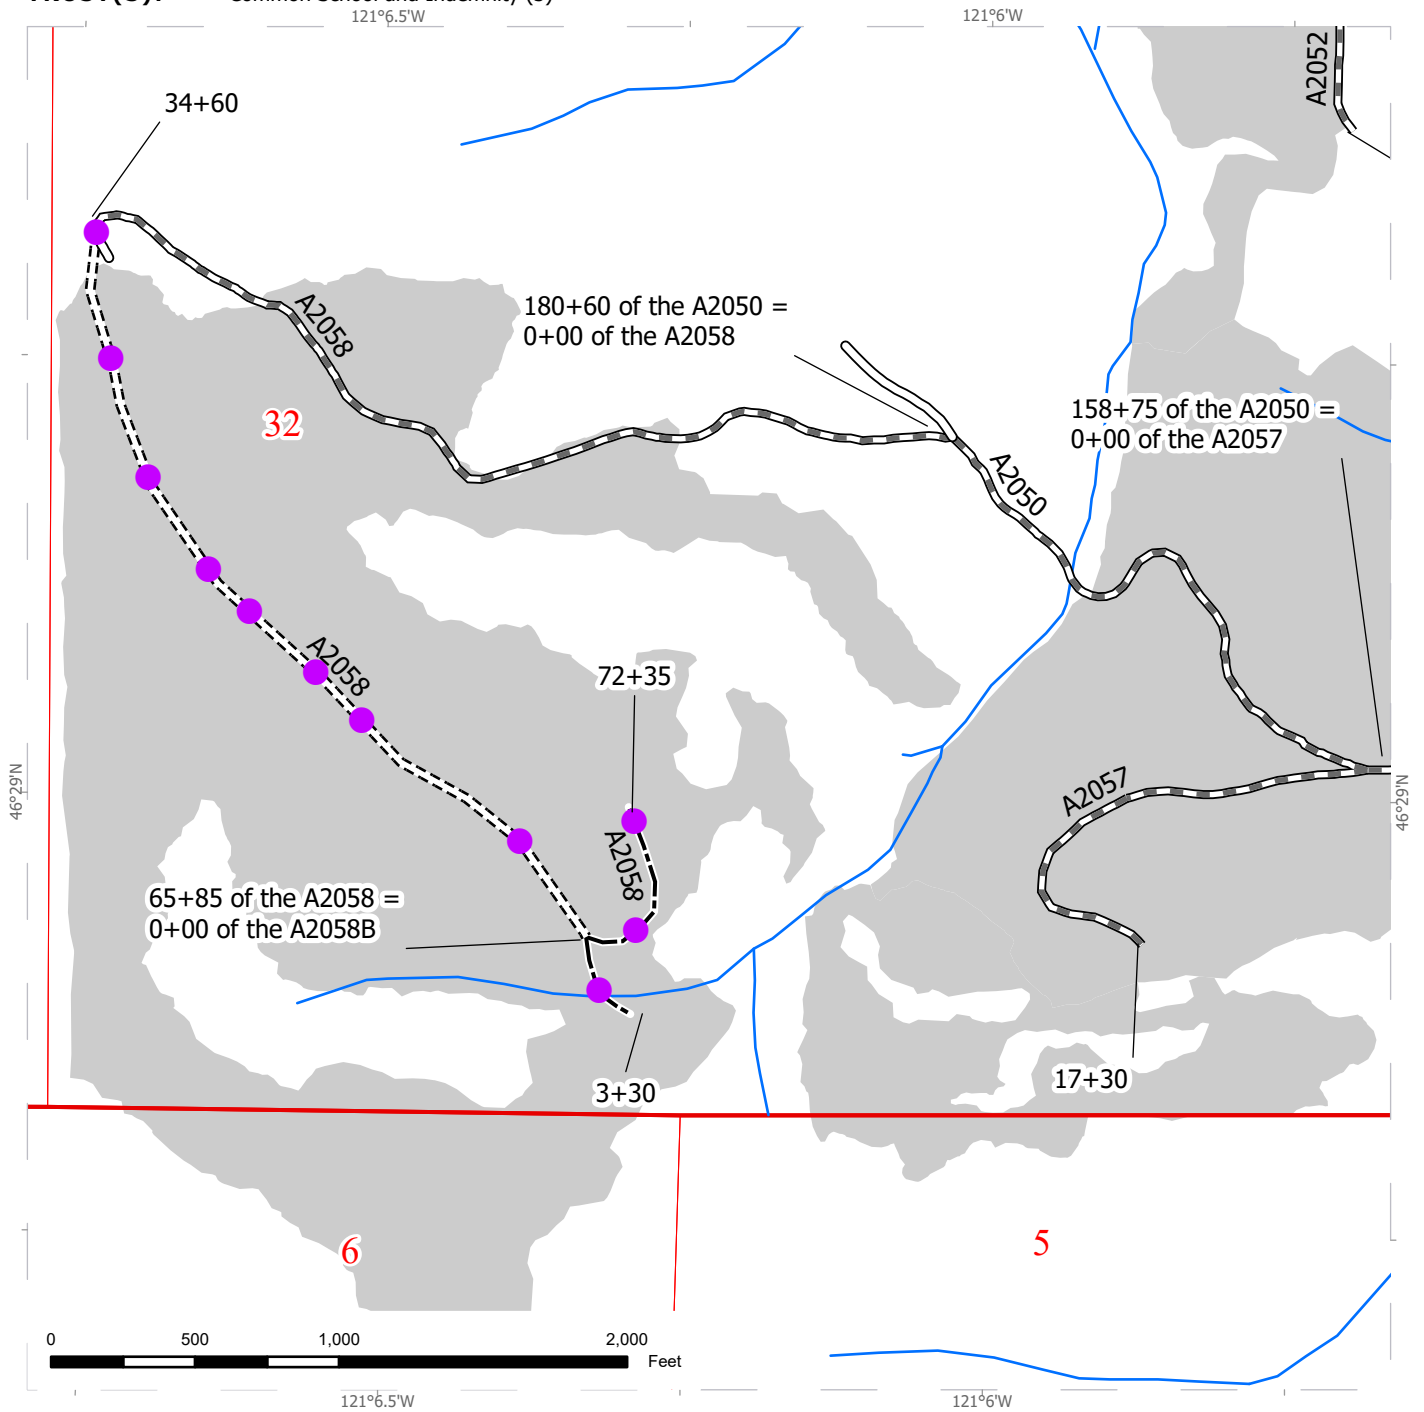 121°6.5'W
121°6'W
A2052
34+60
A2058
180+60 of the A2050 =
0+00 of the A2058
32
158+75 of the A2050 =
0+00 of the A2057
A2050
A2058
72+35
46°29'N
46°29'N
A2057
A2058
65+85 of the A2058 =
0+00 of the A2058B
17+30
3+30
6
5
0 500 1,000 2,000
Feet
121°6.5'W
121°6'W